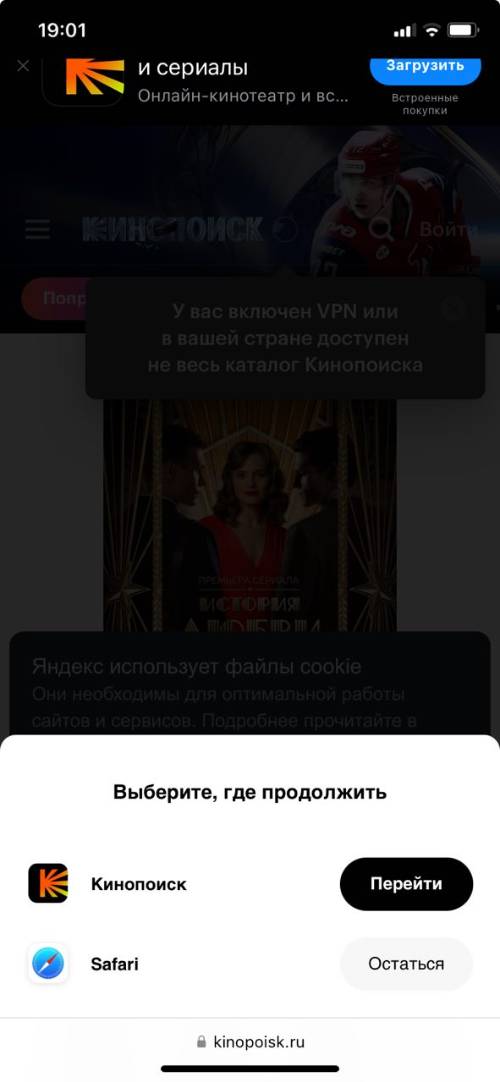 19:01
и сериалы
Загрузить
Онлайн-кинотеатр и вс...
Встроенные
покупки
КИНОПОИСК
Войти
Попр
У вас включен VPN или
в вашей стране доступен
не весь каталог Кинопоиска
ПРЕМЬЕРА СЕРИАЛА
ИСТОРИЯ
Яндекс использует файлы cookie
Они необходимы для оптимальной работы
сайтов и сервисов. Подробнее прочитайте в
Выберите, где продолжить
Кинопоиск
Перейти
Safari
Остаться
kinopoisk.ru